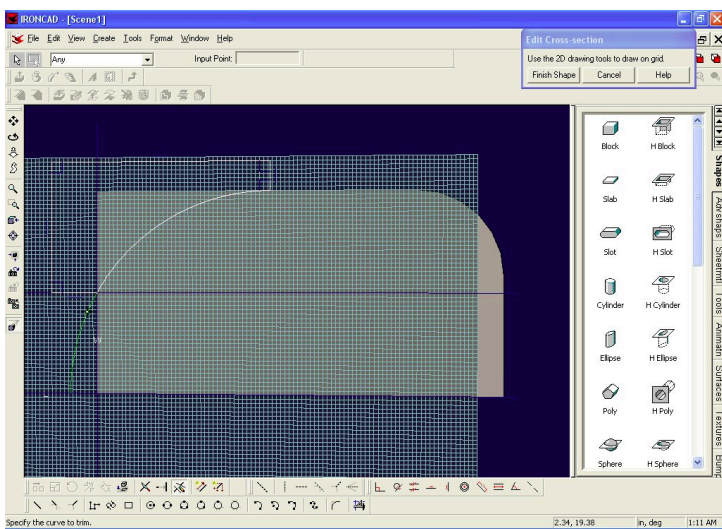 IRONCAD - [Scene1]
File Edit View Create Tools Format Window Help
Any Input Point:
Edit Cross-section
Use the 2D drawing tools to draw on grid.
Finish Shape Cancel Help
Block H Block
Slab H Slab
Slot H Slot
Cylinder H Cylinder
Ellipse H Ellipse
Poly H Poly
Sphere H Sphere
Shapes
Advshaps
Sheetmtl
Tools
Animatn
Surfaces
Textures
Bump
Specify the curve to trim. 2.34, 19.38 in, deg 1:11 AM